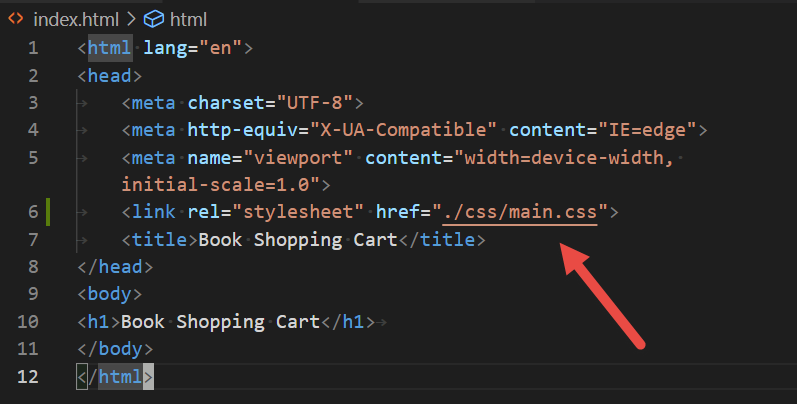 index.html > html
1 <html lang="en">
2 <head>
3 <meta charset="UTF-8">
4 <meta http-equiv="X-UA-Compatible" content="IE=edge">
5 <meta name="viewport" content="width=device-width,
initial-scale=1.0">
6 <link rel="stylesheet" href="./css/main.css">
7 <title>Book Shopping Cart</title>
8 </head>
9 <body>
10 <h1>Book Shopping Cart</h1>
11 </body>
12 </html>